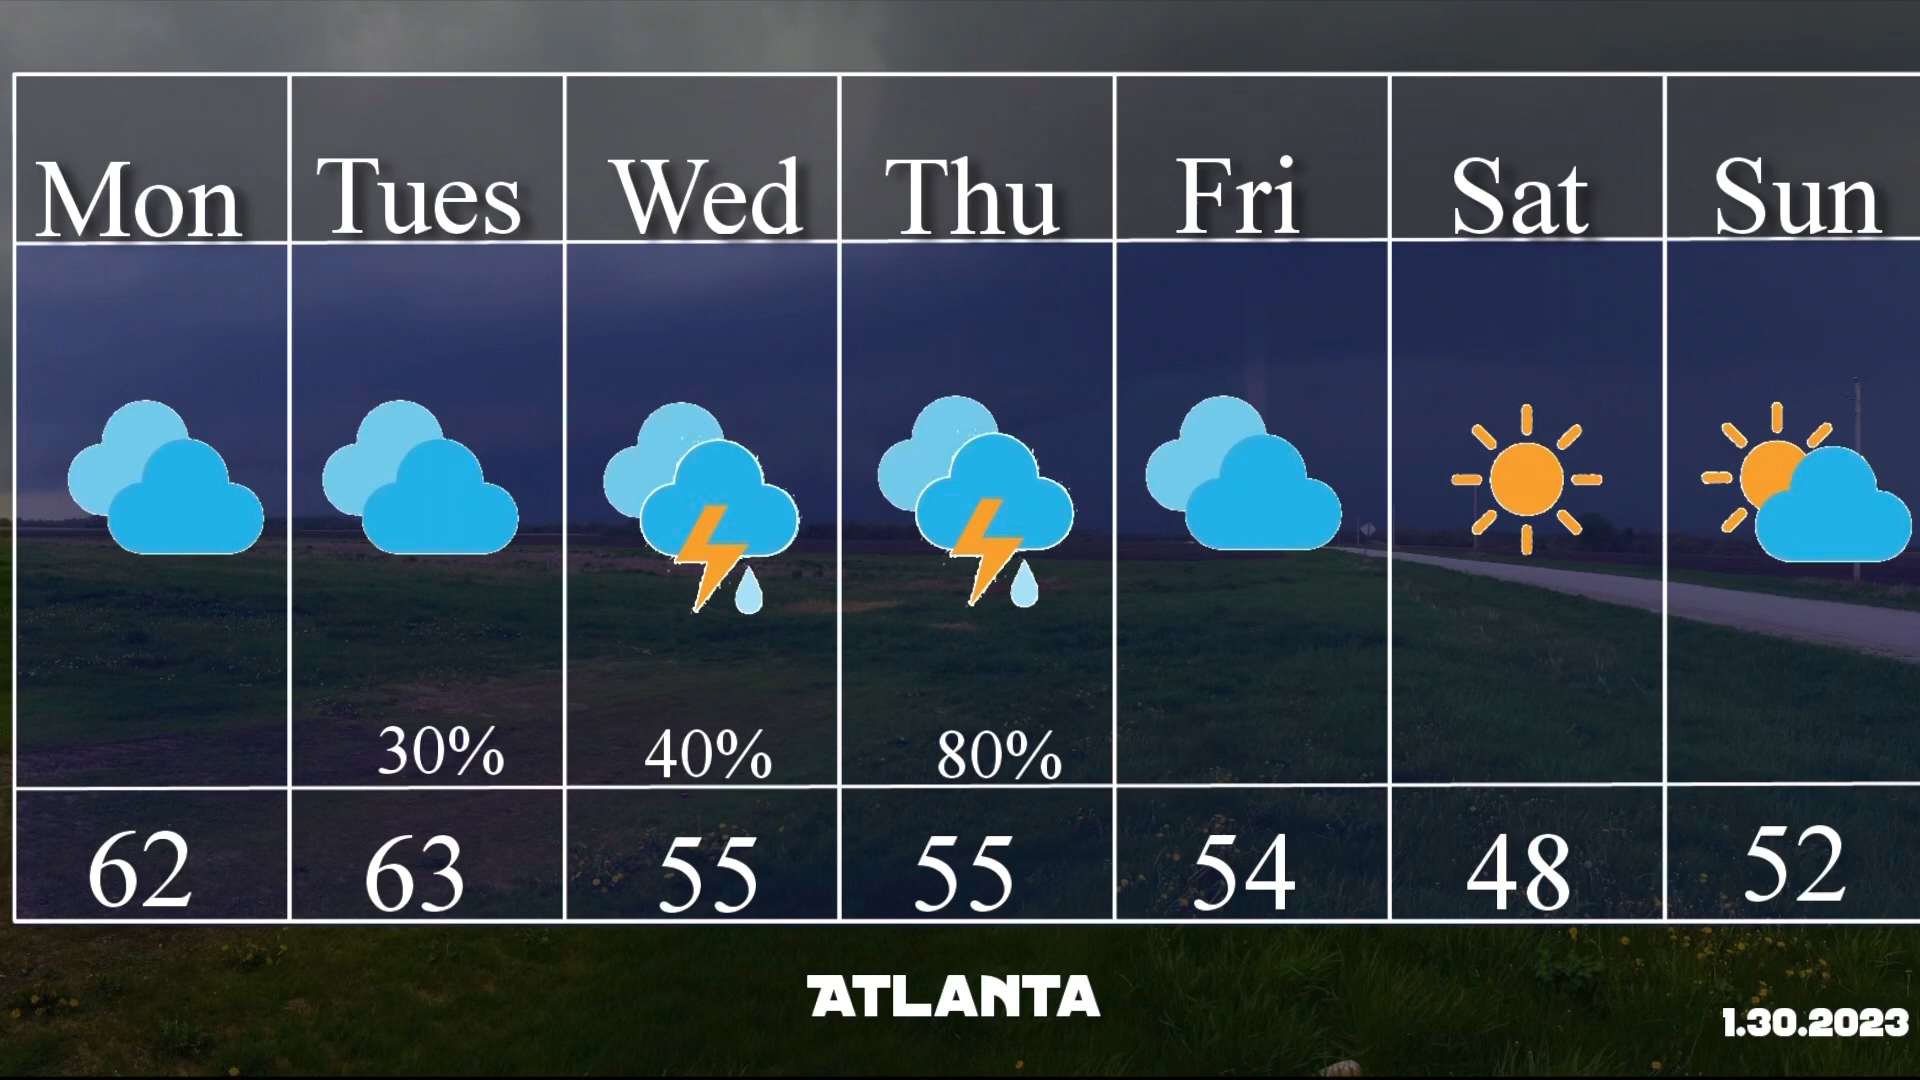 Mon Tues Wed Thu Fri Sat Sun
30% 40% 80%
62 63 55 55 54 48 52
ATLANTA
1.30.2023